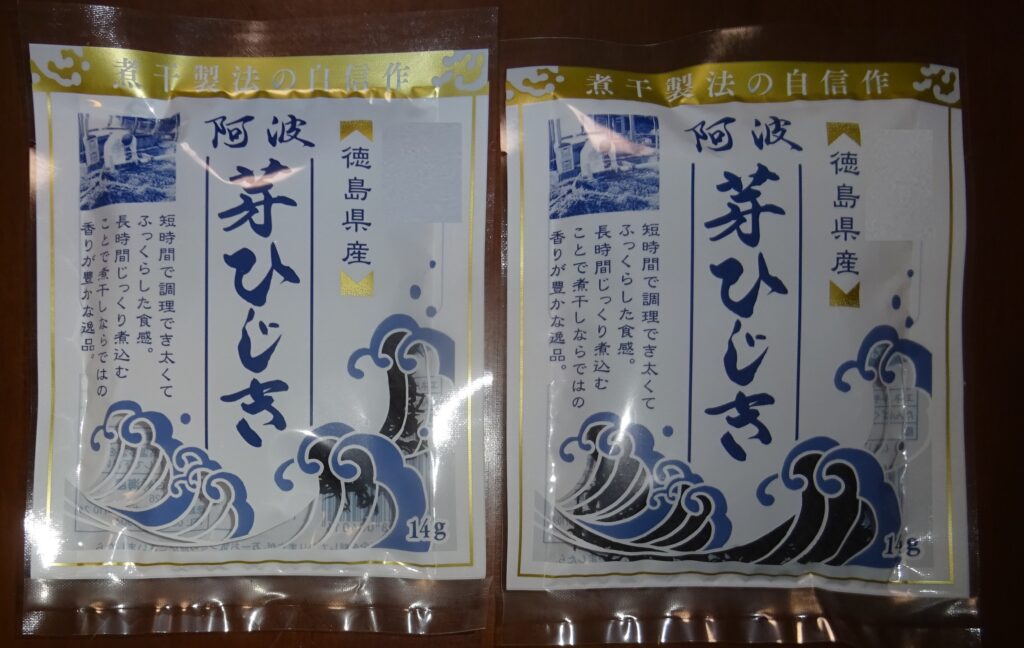 煮干製法の自信作
徳島県産
阿波
芽ひじき
短時間で調理でき太くて
ふっくらした食感。
長時間じっくり煮込む
ことで煮干しならではの
香りが豊かな逸品。
14g
煮干製法の自信作
徳島県産
阿波
芽ひじき
短時間で調理でき太くて
ふっくらした食感。
長時間じっくり煮込む
ことで煮干しならではの
香りが豊かな逸品。
14g